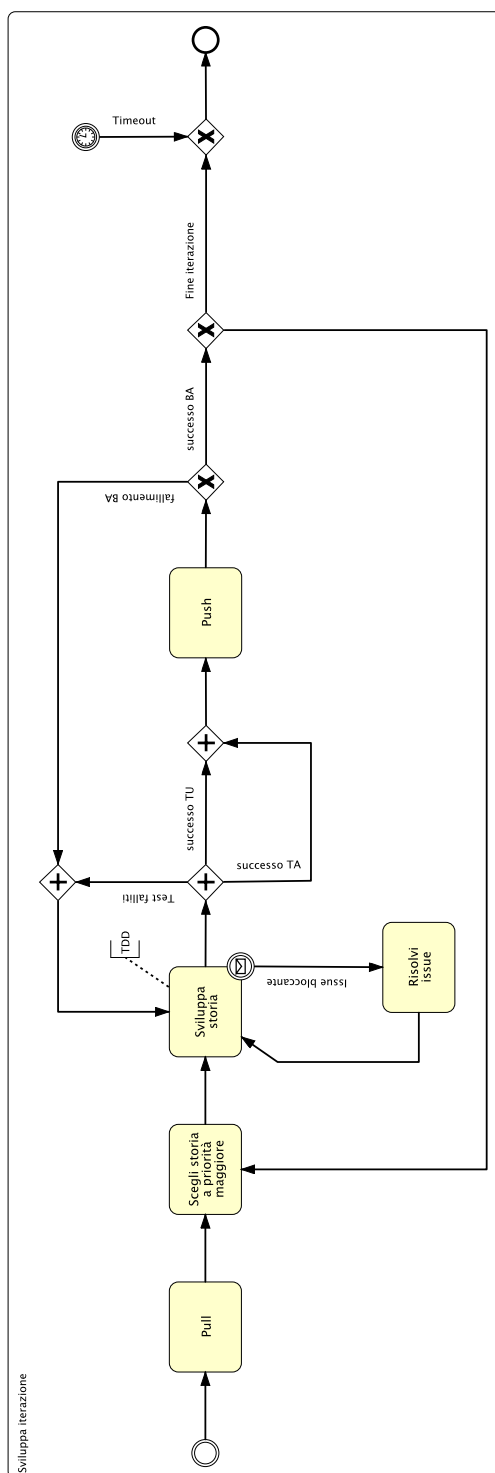 Sviluppa iterazione
Pull
Scegli storia
a priorità
maggiore
Sviluppa
storia
TDD
Issue bloccante
Risolvi
issue
Test falliti
successo TU
successo TA
Push
fallimento BA
successo BA
Fine iterazione
Timeout